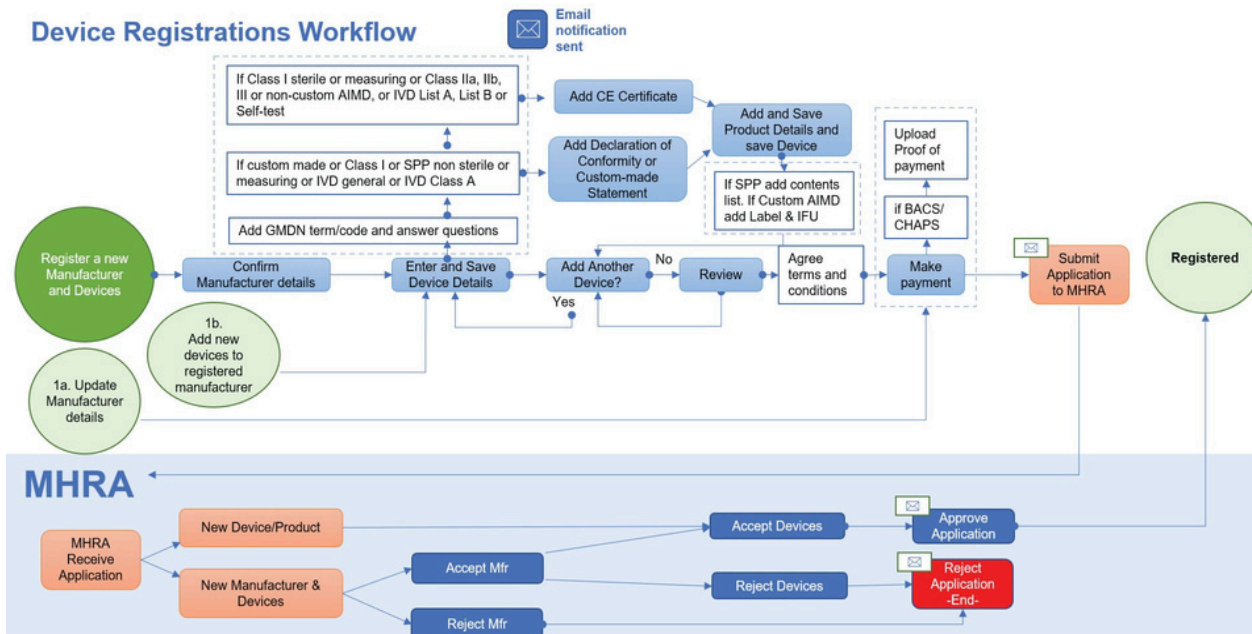 Device Registrations Workflow
Email
notification
sent
If Class I sterile or measuring or Class IIa, IIb,
III or non-custom AIMD, or IVD List A, List B or
Self-test
Add CE Certificate
Add and Save
Product Details and
save Device
Upload
Proof of
payment
If custom made or Class I or SPP non sterile or
measuring or IVD general or IVD Class A
Add Declaration of
Conformity or
Custom-made
Statement
If SPP add contents
list. If Custom AIMD
add Label & IFU
if BACS/
CHAPS
Add GMDN term/code and answer questions
Register a new
Manufacturer
and Devices
Confirm
Manufacturer details
Enter and Save
Device Details
Add Another
Device?
No
Yes
Review
Agree
terms and
conditions
Make
payment
Submit
Application
to MHRA
Registered
1b.
Add new
devices to
registered
manufacturer
1a. Update
Manufacturer
details
MHRA
MHRA
Receive
Application
New Device/Product
New Manufacturer &
Devices
Accept Mfr
Reject Mfr
Accept Devices
Reject Devices
Approve
Application
Reject
Application
-End-